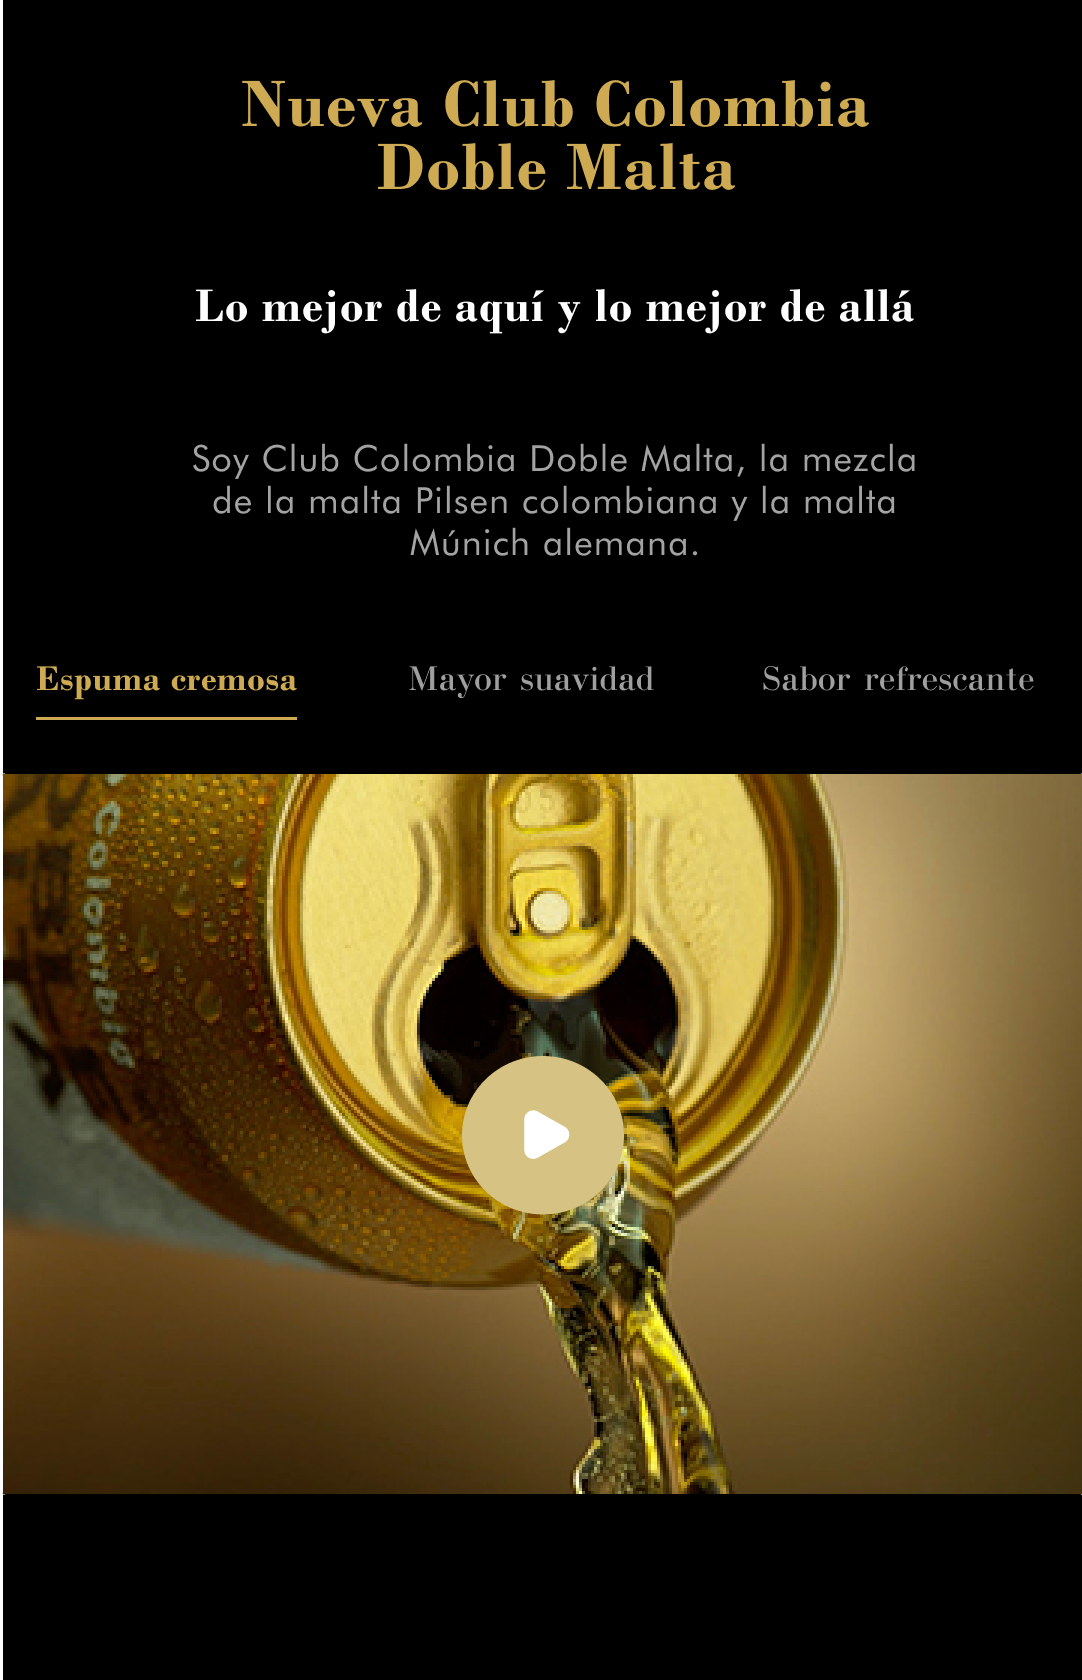 Nueva Club Colombia
Doble Malta
Lo mejor de aquí y lo mejor de allá
Soy Club Colombia Doble Malta, la mezcla
de la malta Pilsen colombiana y la malta
Múnich alemana.
Espuma cremosa
Mayor suavidad
Sabor refrescante
Colombia